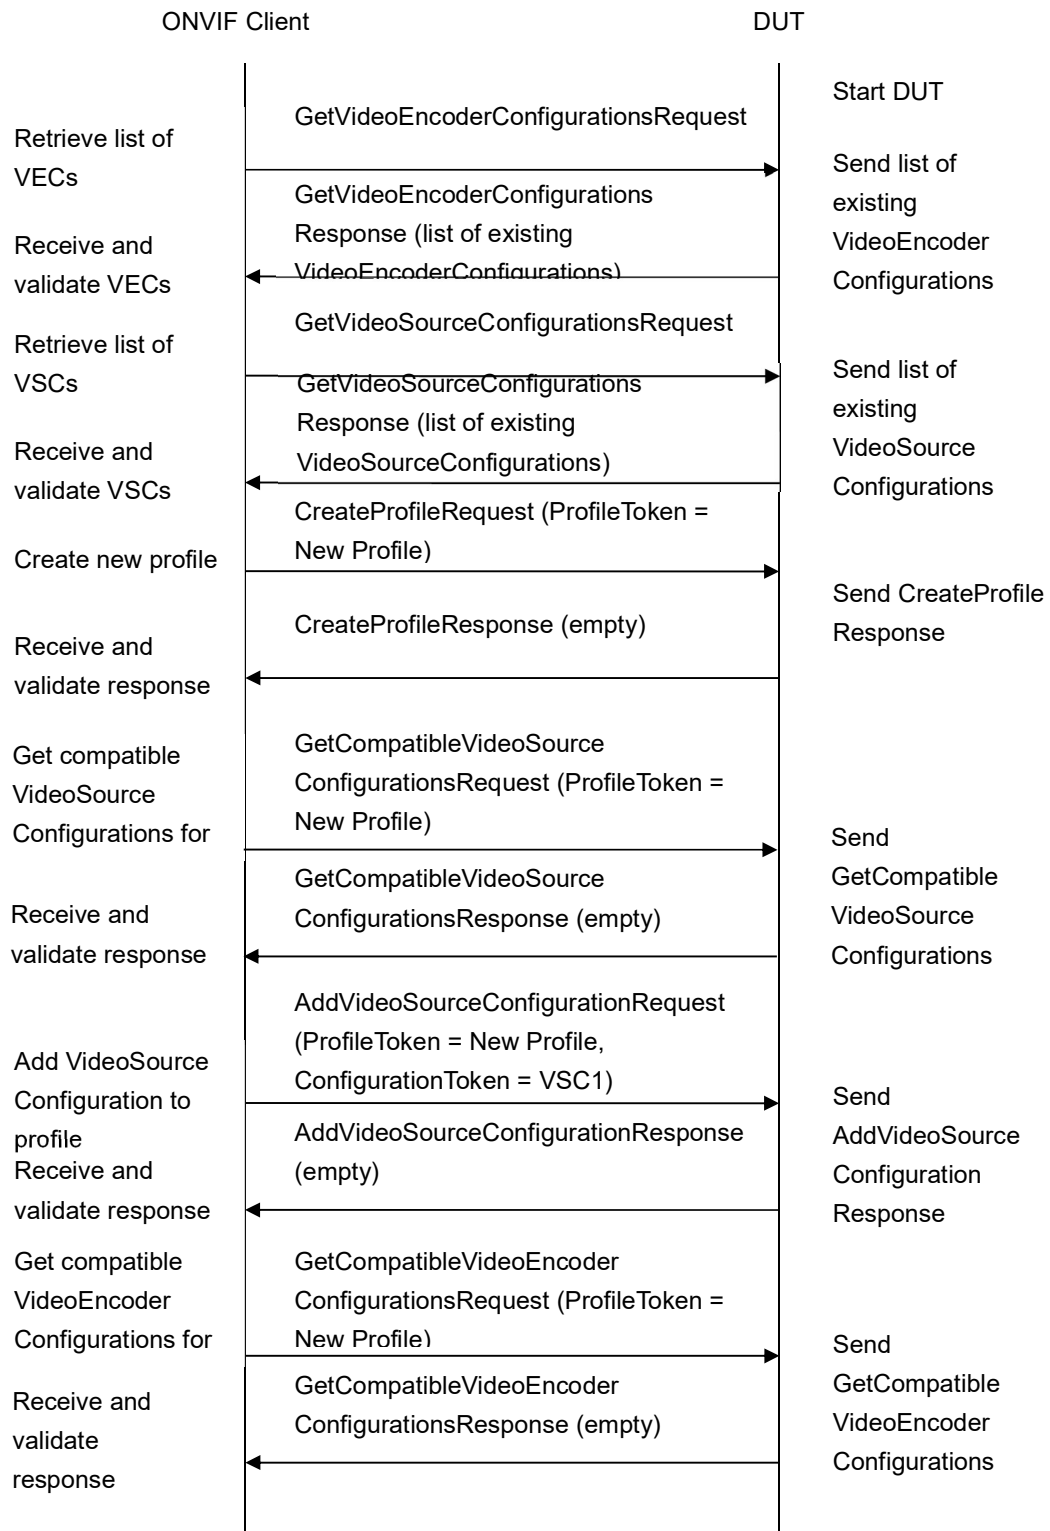 ONVIF Client
DUT
Start DUT
GetVideoEncoderConfigurationsRequest
Retrieve list of
VECs
Send list of
existing
VideoEncoder
Configurations
GetVideoEncoderConfigurations
Response (list of existing
VideoEncoderConfigurations)
Receive and
validate VECs
GetVideoSourceConfigurationsRequest
Retrieve list of
VSCs
Send list of
existing
VideoSource
Configurations
GetVideoSourceConfigurations
Response (list of existing
VideoSourceConfigurations)
Receive and
validate VSCs
CreateProfileRequest (ProfileToken =
New Profile)
Create new profile
Send CreateProfile
Response
CreateProfileResponse (empty)
Receive and
validate response
GetCompatibleVideoSource
ConfigurationsRequest (ProfileToken =
New Profile)
Get compatible
VideoSource
Configurations for
Send
GetCompatible
VideoSource
Configurations
GetCompatibleVideoSource
ConfigurationsResponse (empty)
Receive and
validate response
AddVideoSourceConfigurationRequest
(ProfileToken = New Profile,
ConfigurationToken = VSC1)
Add VideoSource
Configuration to
profile
Send
AddVideoSource
Configuration
Response
AddVideoSourceConfigurationResponse
(empty)
Receive and
validate response
Get compatible
VideoEncoder
Configurations for
GetCompatibleVideoEncoder
ConfigurationsRequest (ProfileToken =
New Profile)
Send
GetCompatible
VideoEncoder
Configurations
GetCompatibleVideoEncoder
ConfigurationsResponse (empty)
Receive and
validate
response